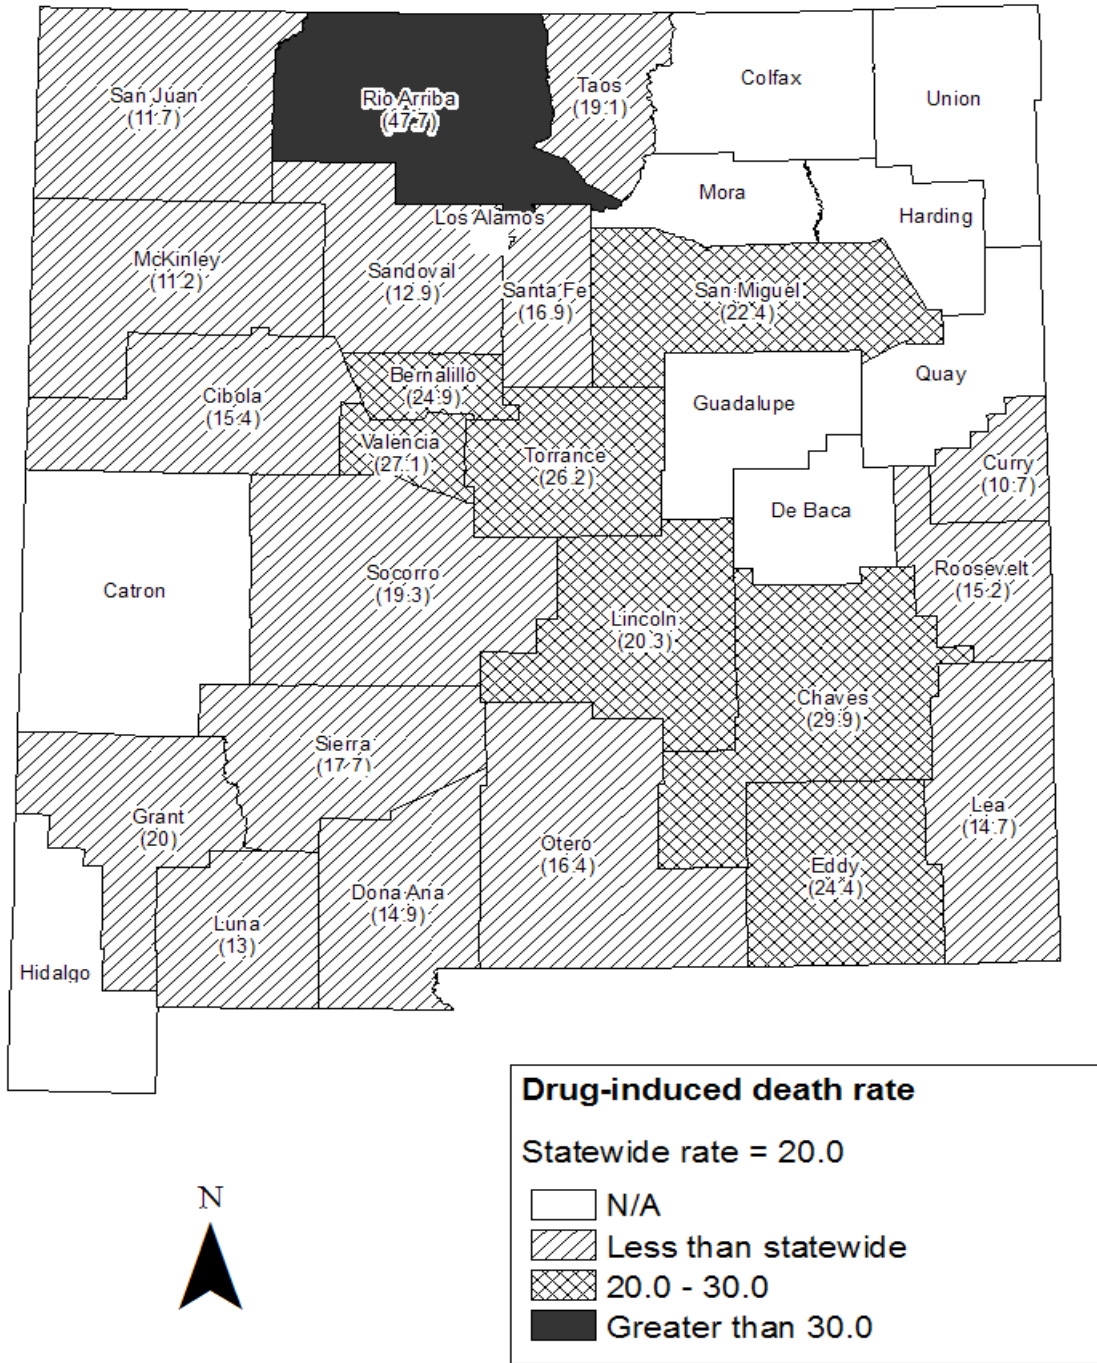 Colfax
Union
San Juan
(11.7)
Rio Arriba
(47.7)
Taos
(19.1)
Mora
Harding
Los Alamos
McKinley
(11.2)
Sandoval
(12.9)
Santa Fe
(16.9)
San Miguel
(22.4)
Bernalillo
(24.9)
Quay
Cibola
(15.4)
Guadalupe
Valencia
(27.1)
Torrance
(26.2)
Curry
(10.7)
De Baca
Catron
Socorro
(19.3)
Roosevelt
(15.2)
Lincoln
(20.3)
Chaves
(29.9)
Sierra
(17.7)
Grant
(20)
Lea
(14.7)
Otero
(16.4)
Eddy
(24.4)
Dona Ana
(14.9)
Luna
(13)
Hidalgo
Drug-induced death rate
Statewide rate = 20.0
N/A
Less than statewide
20.0 - 30.0
Greater than 30.0
N